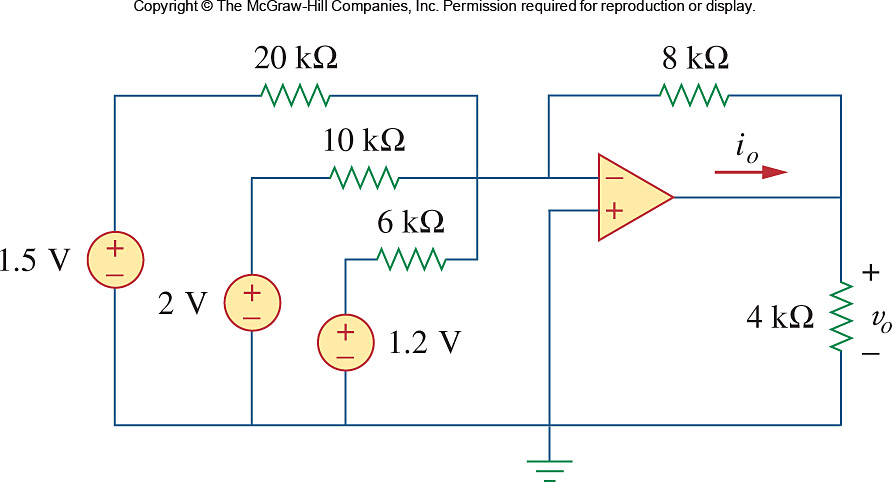 Copyright © The McGraw-Hill Companies, Inc. Permission required for reproduction or display.
20 kΩ
8 kΩ
10 kΩ
i_o
6 kΩ
−
+
1.5 V
+
−
2 V
+
−
+
−
1.2 V
4 kΩ
+
v_o
−